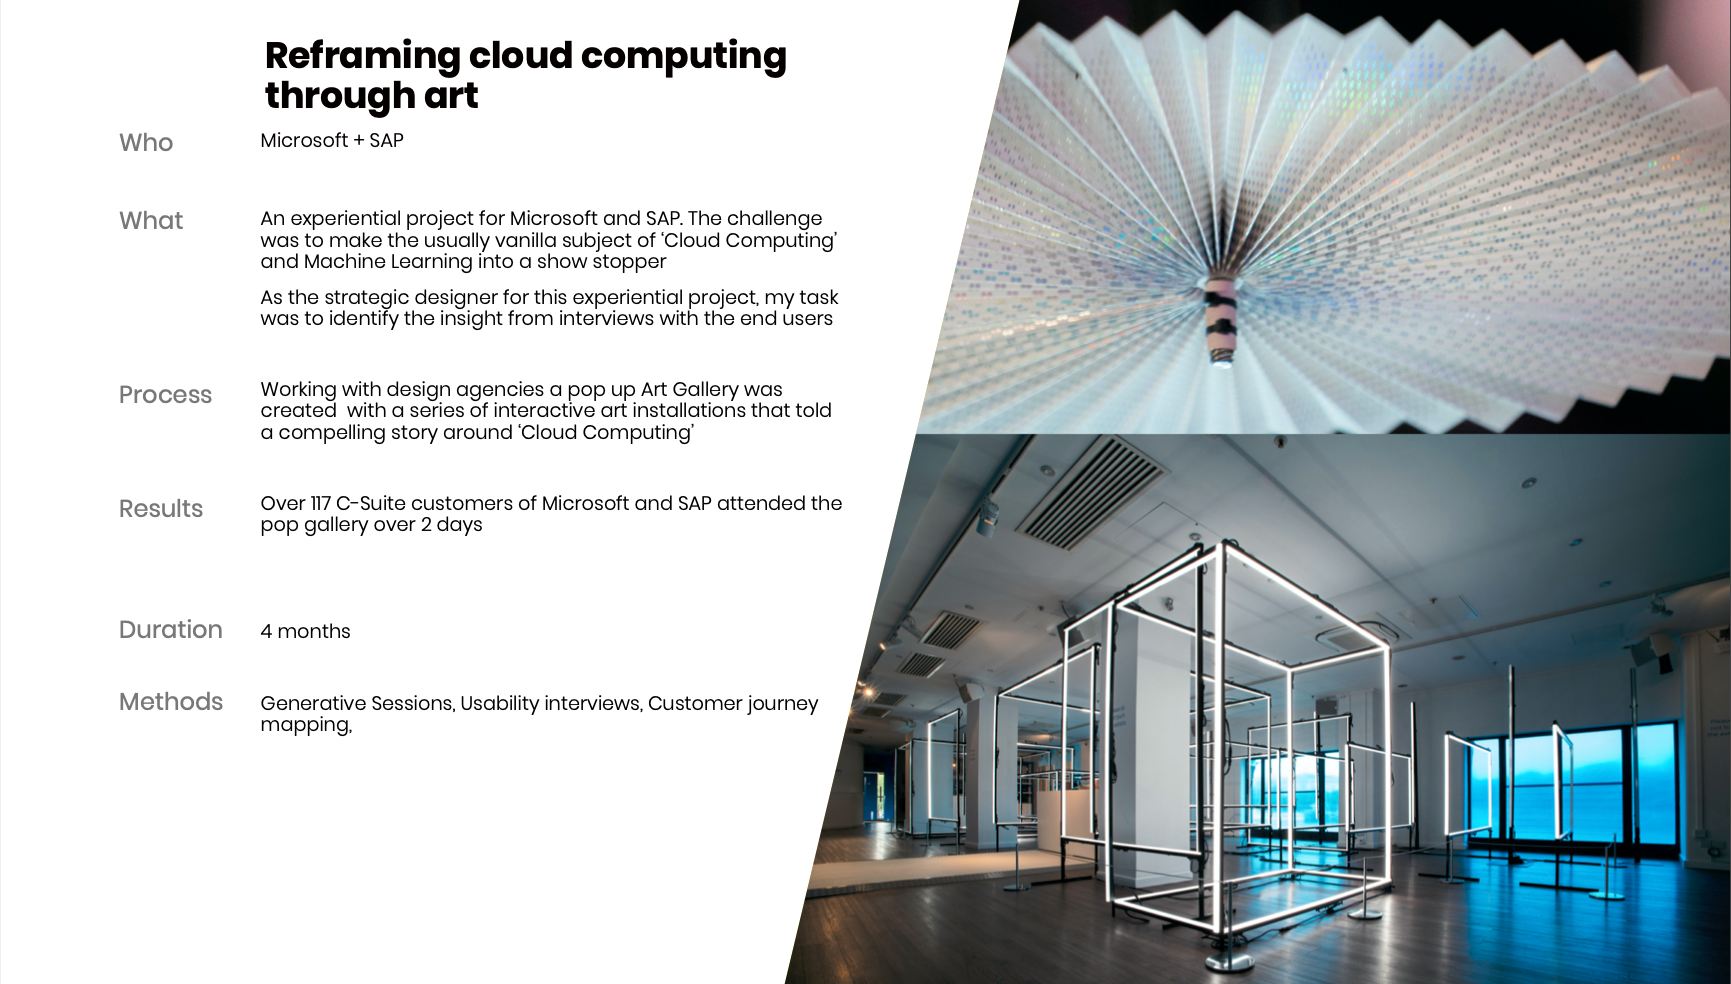 Reframing cloud computing
through art
Who
Microsoft + SAP
What
An experiential project for Microsoft and SAP. The challenge
was to make the usually vanilla subject of ‘Cloud Computing’
and Machine Learning into a show stopper
As the strategic designer for this experiential project, my task
was to identify the insight from interviews with the end users
Process
Working with design agencies a pop up Art Gallery was
created  with a series of interactive art installations that told
a compelling story around ‘Cloud Computing’
Results
Over 117 C-Suite customers of Microsoft and SAP attended the
pop gallery over 2 days
Duration
4 months
Methods
Generative Sessions, Usability interviews, Customer journey
mapping,